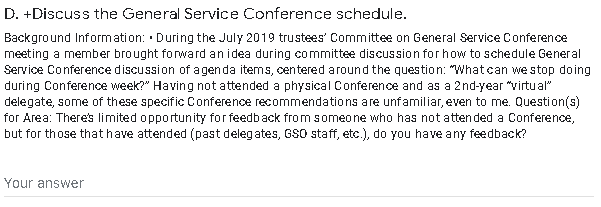 D. +Discuss the General Service Conference schedule.
Background Information: • During the July 2019 trustees' Committee on General Service Conference
meeting a member brought forward an idea during committee discussion for how to schedule General
Service Conference discussion of agenda items, centered around the question: "What can we stop doing
during Conference week?" Having not attended a physical Conference and as a 2nd-year "virtual"
delegate, some of these specific Conference recommendations are unfamiliar, even to me. Question(s)
for Area: There's limited opportunity for feedback from someone who has not attended a Conference,
but for those that have attended (past delegates, GSO staff, etc.), do you have any feedback?
Your answer